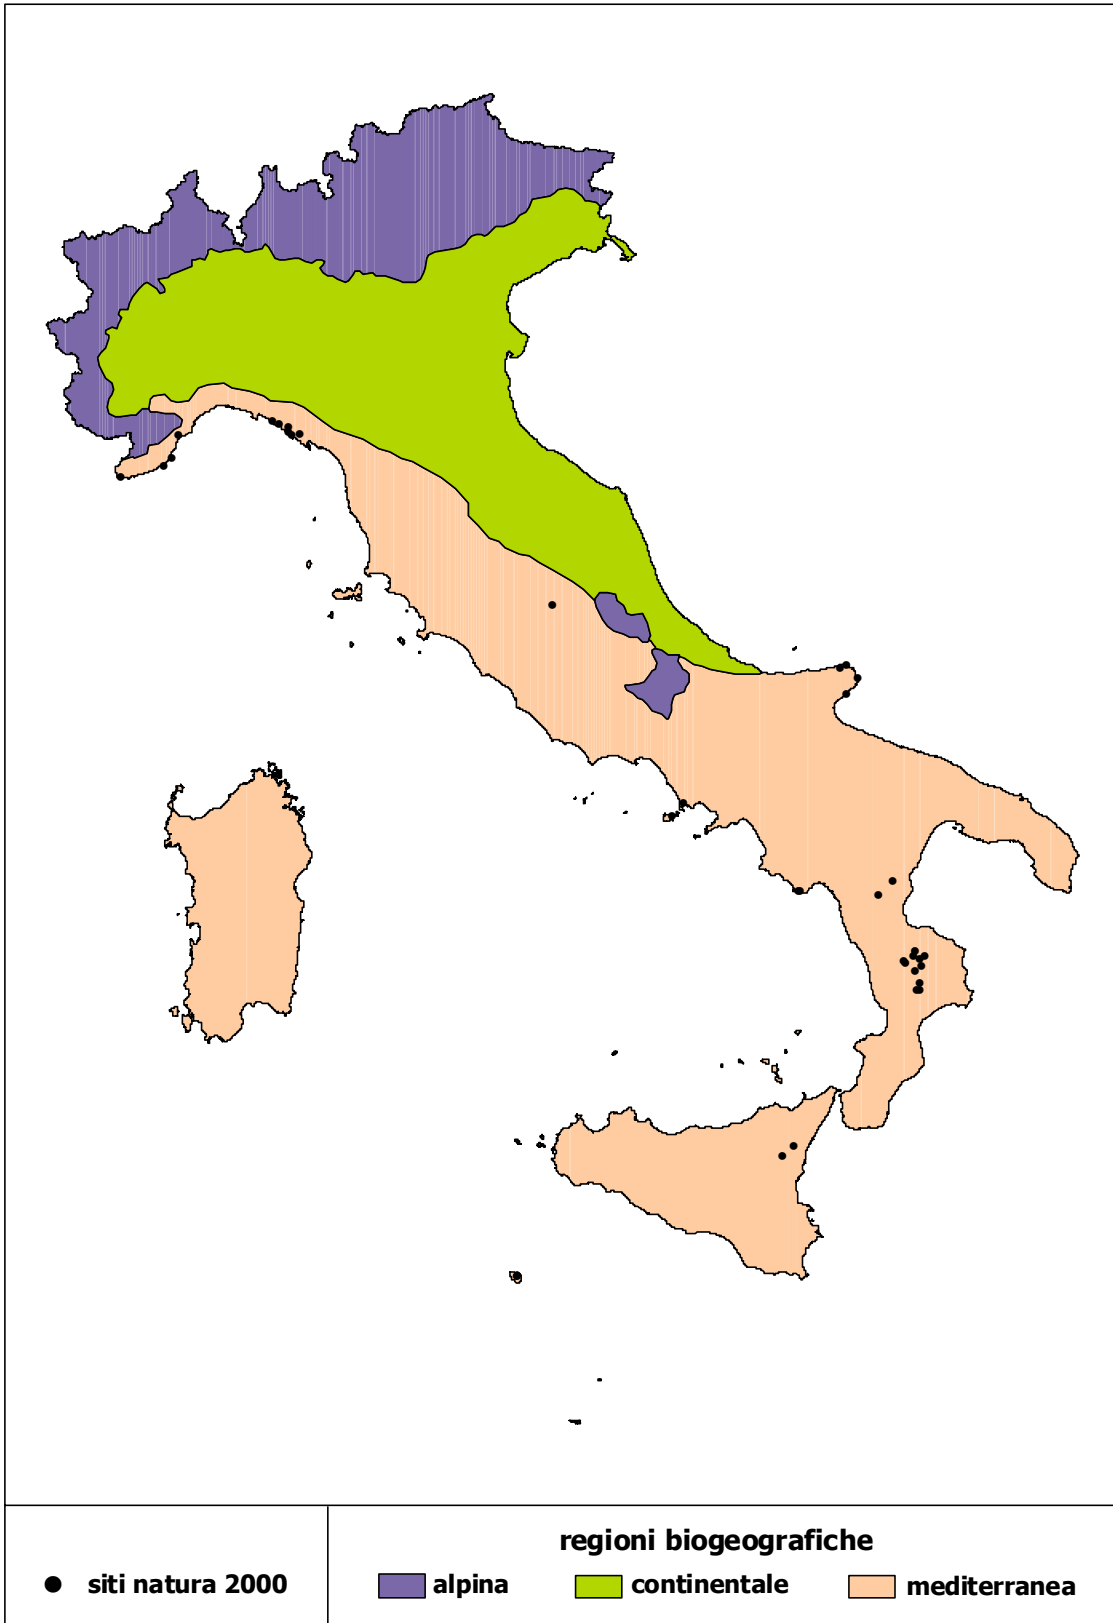 regioni biogeografiche
siti natura 2000
alpina
continentale
mediterranea